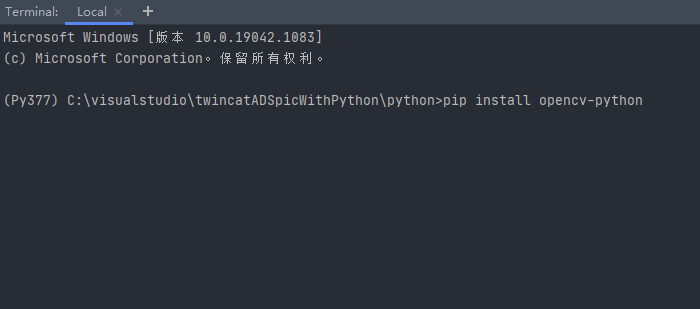 Terminal: Local × +
Microsoft Windows [版本 10.0.19042.1083]
(c) Microsoft Corporation。保留所有权利。
(Py377) C:\visualstudio\twincatADSpicWithPython\python>pip install opencv-python